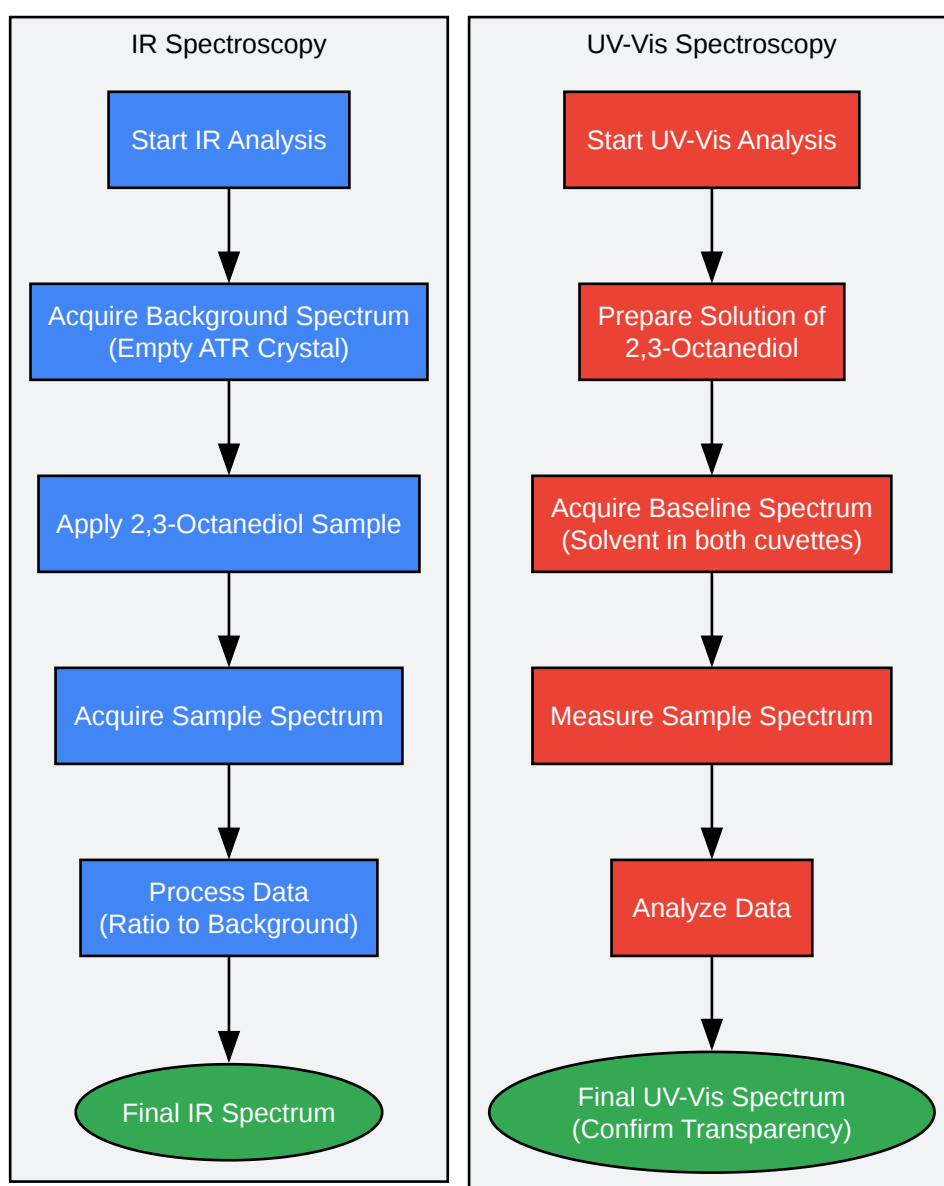 IR Spectroscopy
Start IR Analysis
Acquire Background Spectrum
(Empty ATR Crystal)
Apply 2,3-Octanediol Sample
Acquire Sample Spectrum
Process Data
(Ratio to Background)
Final IR Spectrum
UV-Vis Spectroscopy
Start UV-Vis Analysis
Prepare Solution of
2,3-Octanediol
Acquire Baseline Spectrum
(Solvent in both cuvettes)
Measure Sample Spectrum
Analyze Data
Final UV-Vis Spectrum
(Confirm Transparency)